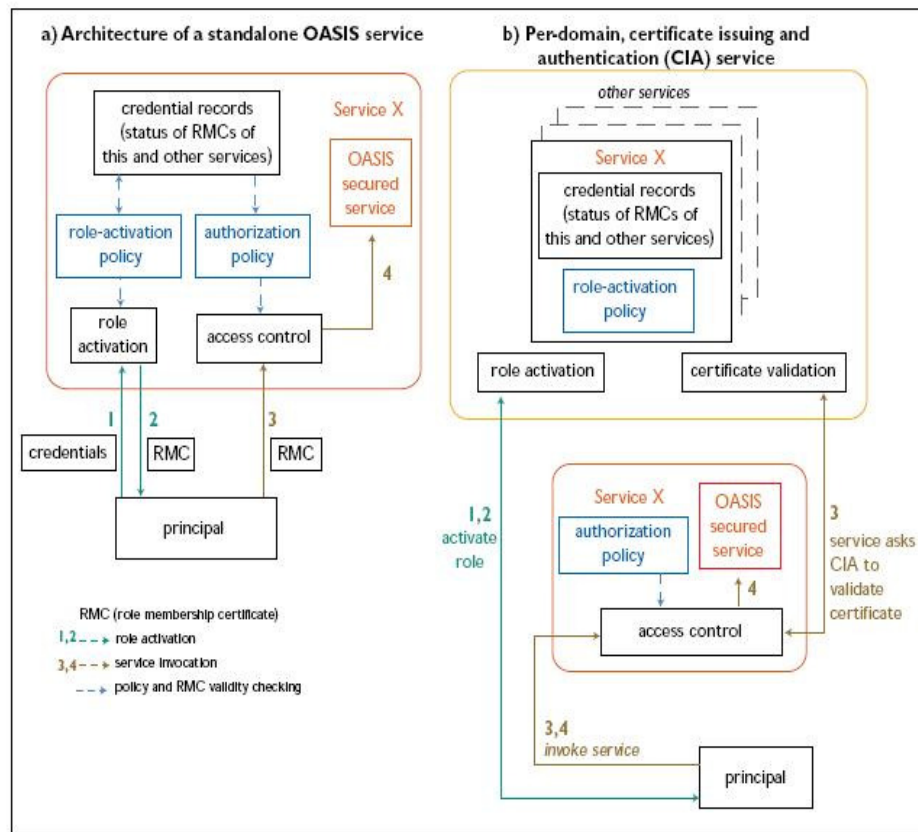 a) Architecture of a standalone OASIS service
credential records
(status of RMCs of
this and other services)
Service X
OASIS
secured
service
role-activation
policy
authorization
policy
4
role
activation
access control
1
2
3
credentials
RMC
RMC
principal
RMC (role membership certificate)
1,2 role activation
3,4 service invocation
policy and RMC validity checking
b) Per-domain, certificate issuing and
authentication (CIA) service
other services
Service X
credential records
(status of RMCs of
this and other services)
role-activation
policy
role activation
certificate validation
1,2
activate
role
Service X
authorization
policy
OASIS
secured
service
4
access control
3
service asks
CIA to
validate
certificate
3,4
invoke service
principal